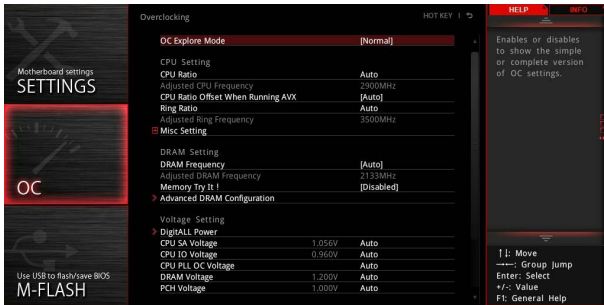 Overclocking
HOT KEY
HELP
INFO
OC Explore Mode [Normal]
CPU Setting
CPU Ratio Auto
Adjusted CPU Frequency 2900MHz
CPU Ratio Offset When Running AVX [Auto]
Ring Ratio Auto
Adjusted Ring Frequency 3500MHz
Misc Setting
DRAM Setting
DRAM Frequency [Auto]
Adjusted DRAM Frequency 2133MHz
Memory Try It ! [Disabled]
Advanced DRAM Configuration
Voltage Setting
DigitALL Power
CPU SA Voltage 1.056V Auto
CPU IO Voltage 0.960V Auto
CPU PLL OC Voltage Auto
DRAM Voltage 1.200V Auto
PCH Voltage 1.000V Auto
Motherboard settings
SETTINGS
OC
Use USB to flash/save BIOS
M-FLASH
Enables or disables
to show the simple
or complete version
of OC settings.
↑↓: Move
→←: Group Jump
Enter: Select
+/-: Value
F1: General Help